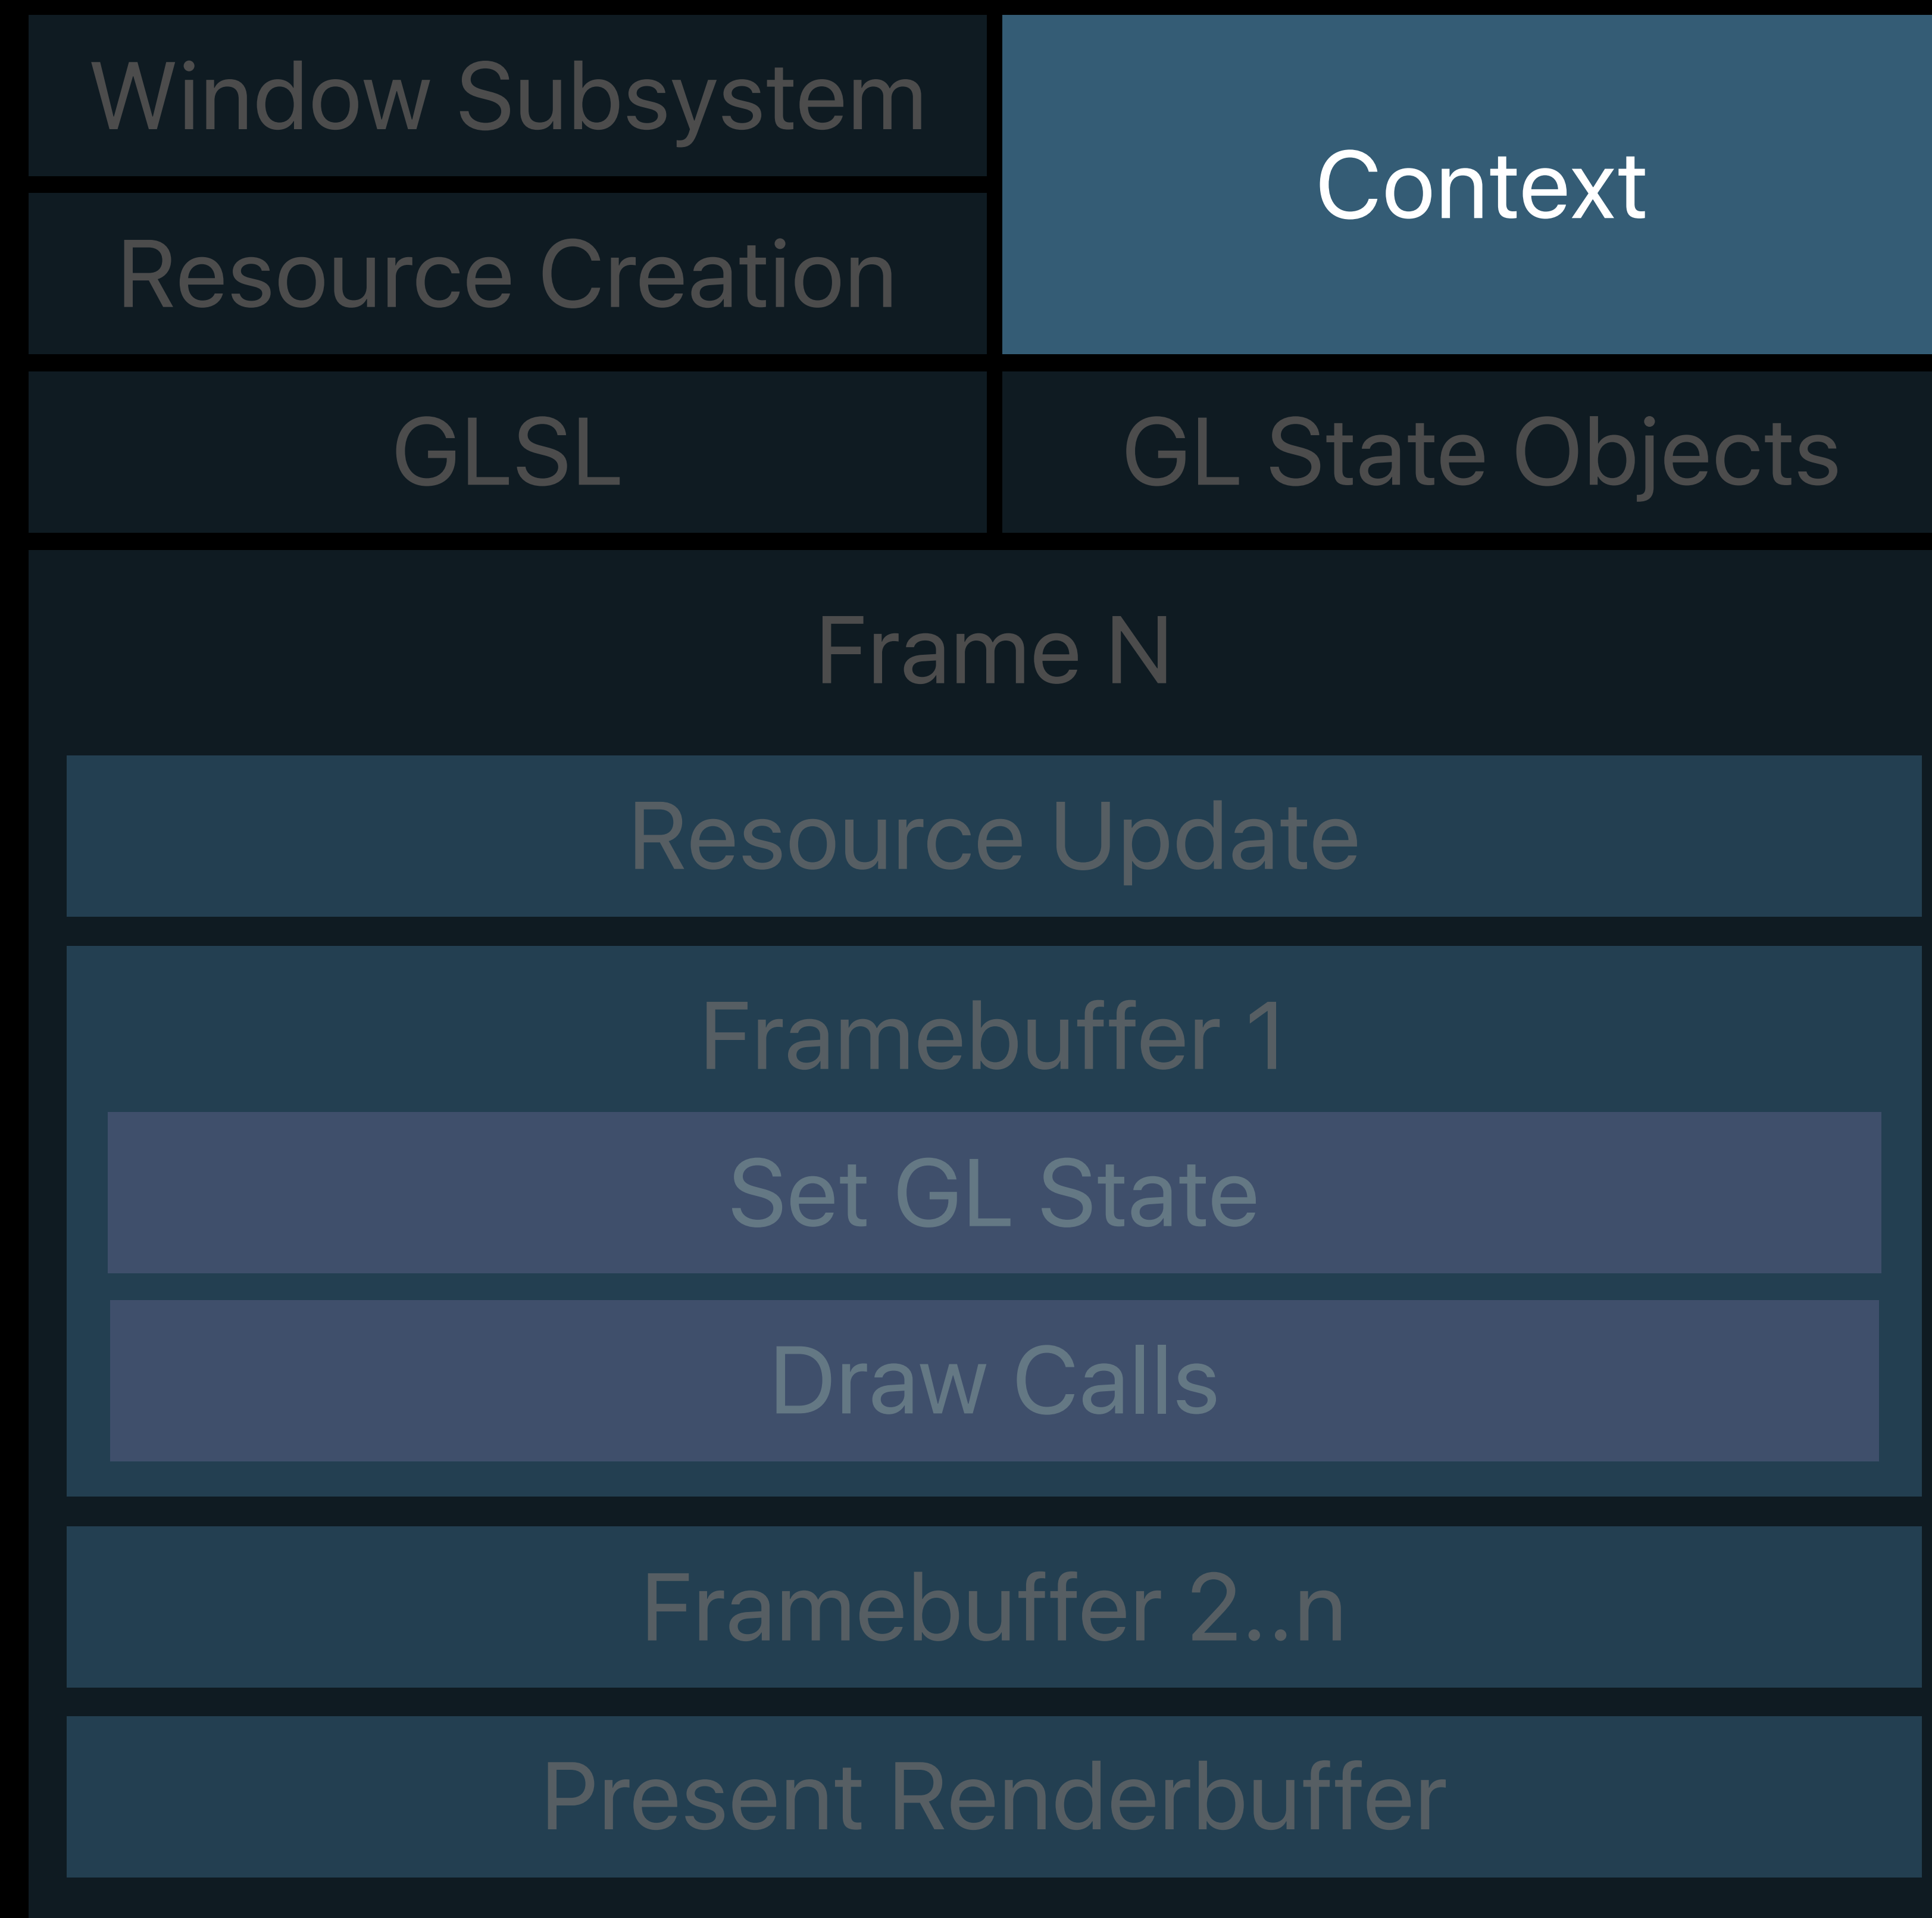 Window Subsystem
Context
Resource Creation
GLSL
GL State Objects
Frame N
Resource Update
Framebuffer 1
Set GL State
Draw Calls
Framebuffer 2..n
Present Renderbuffer